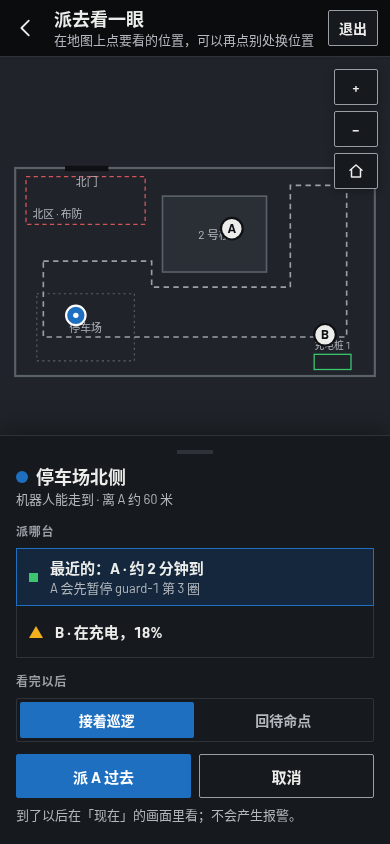 派去看一眼
在地图上点要看的位置，可以再点别处换位置
退出
+
−
北门
北区 · 布防
2 号
A
停车场
B
充电桩 1
停车场北侧
机器人能走到 · 离 A 约 60 米
派哪台
最近的：A · 约 2 分钟到
A 会先暂停 guard-1 第 3 圈
B · 在充电，18%
看完以后
接着巡逻
回待命点
派 A 过去
取消
到了以后在「现在」的画面里看；不会产生报警。